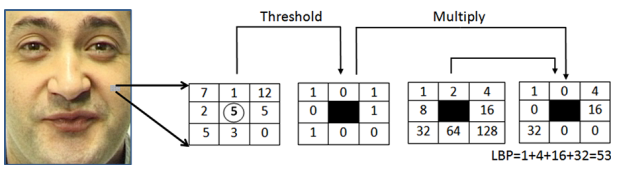 Threshold Multiply
7 1 12 1 0 1 1 2 4 1 0 4
2 5 5 0 1 8 16 0 16
5 3 0 1 0 0 32 64 128 32 0 0
LBP=1+4+16+32=53